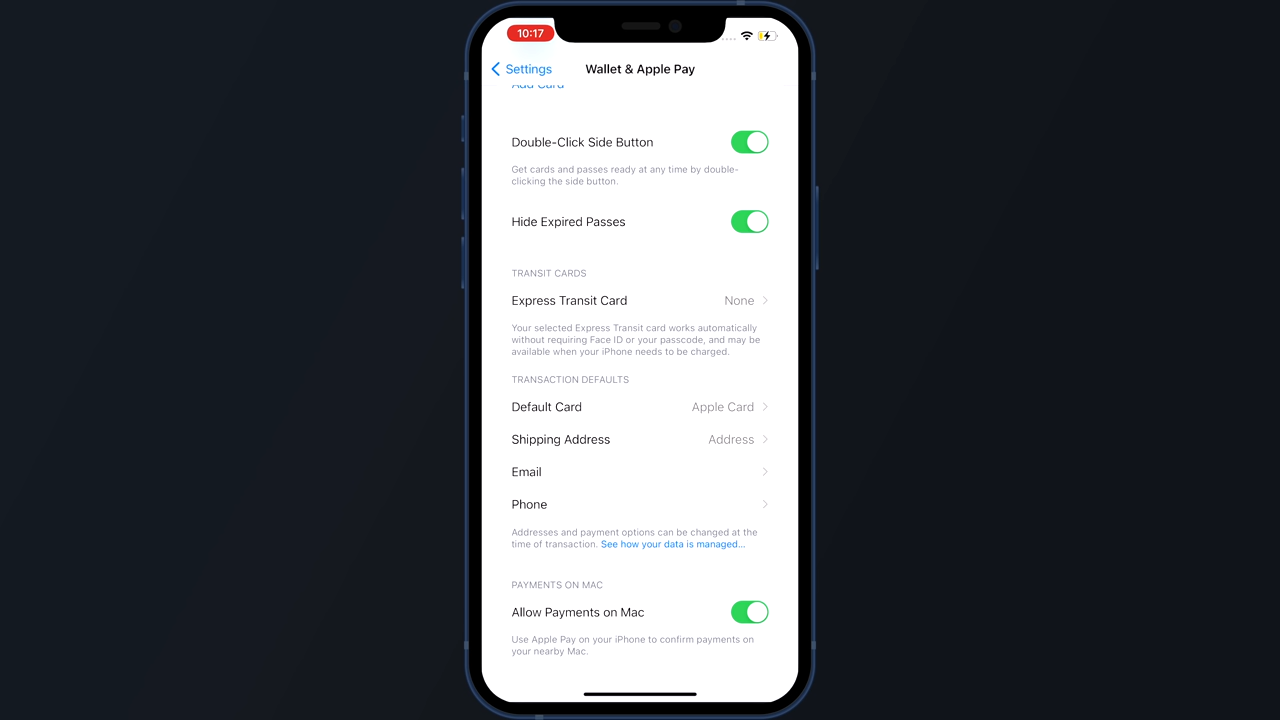 10:17
Settings
Wallet & Apple Pay
Add Card
Double-Click Side Button
Get cards and passes ready at any time by double-
clicking the side button.
Hide Expired Passes
TRANSIT CARDS
Express Transit Card None
Your selected Express Transit card works automatically
without requiring Face ID or your passcode, and may be
available when your iPhone needs to be charged.
TRANSACTION DEFAULTS
Default Card Apple Card
Shipping Address Address
Email
Phone
Addresses and payment options can be changed at the
time of transaction. See how your data is managed...
PAYMENTS ON MAC
Allow Payments on Mac
Use Apple Pay on your iPhone to confirm payments on
your nearby Mac.